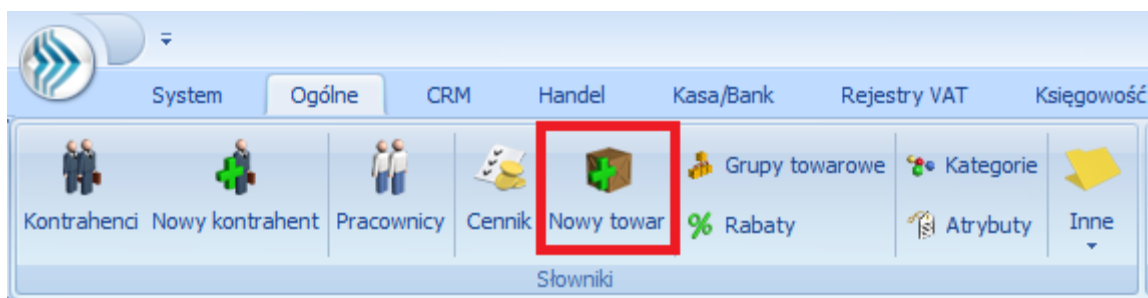 System Ogólne CRM Handel Kasa/Bank Rejestry VAT Księgowość
Grupy towarowe Kategorie
Kontrahenci Nowy kontrahent Pracownicy Cennik Nowy towar % Rabaty Atrybuty Inne
Słowniki